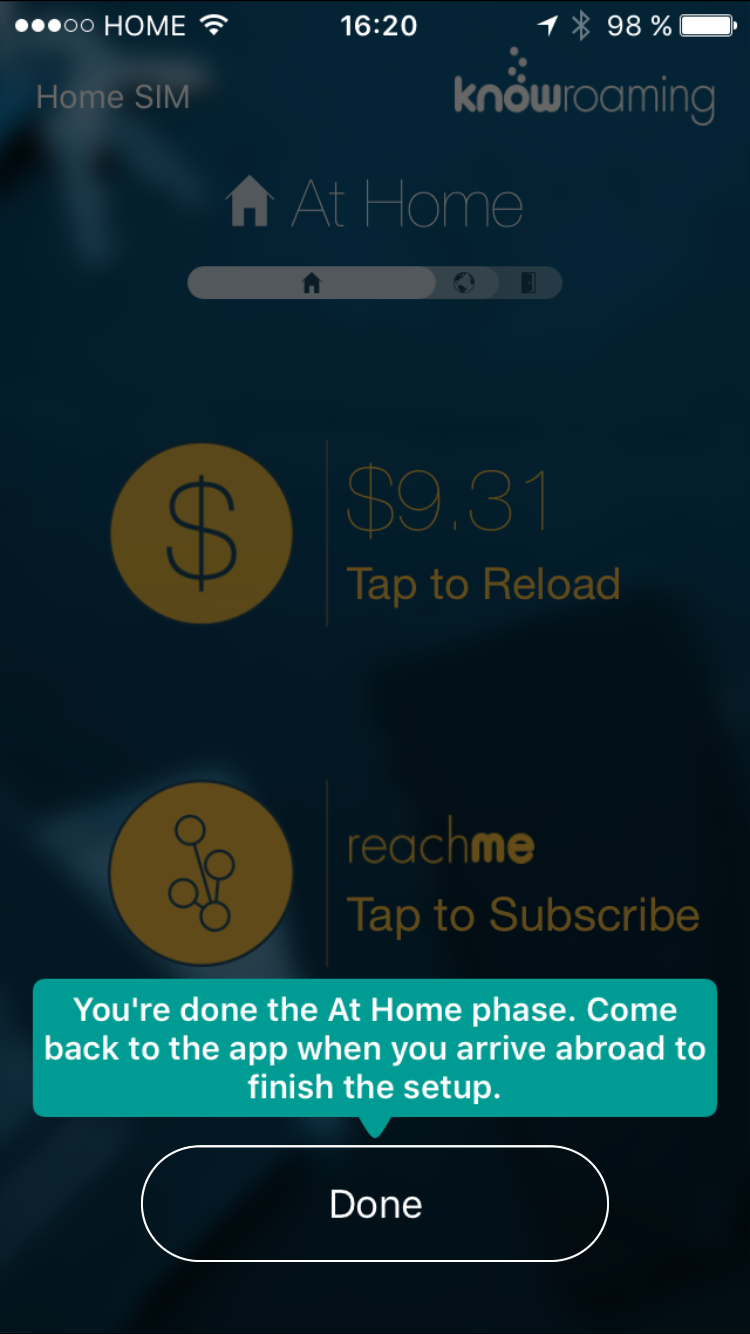 HOME 16:20 98 %
Home SIM knowroaming
At Home
$
$9.31
Tap to Reload
reachme
Tap to Subscribe
You're done the At Home phase. Come
back to the app when you arrive abroad to
finish the setup.
Done